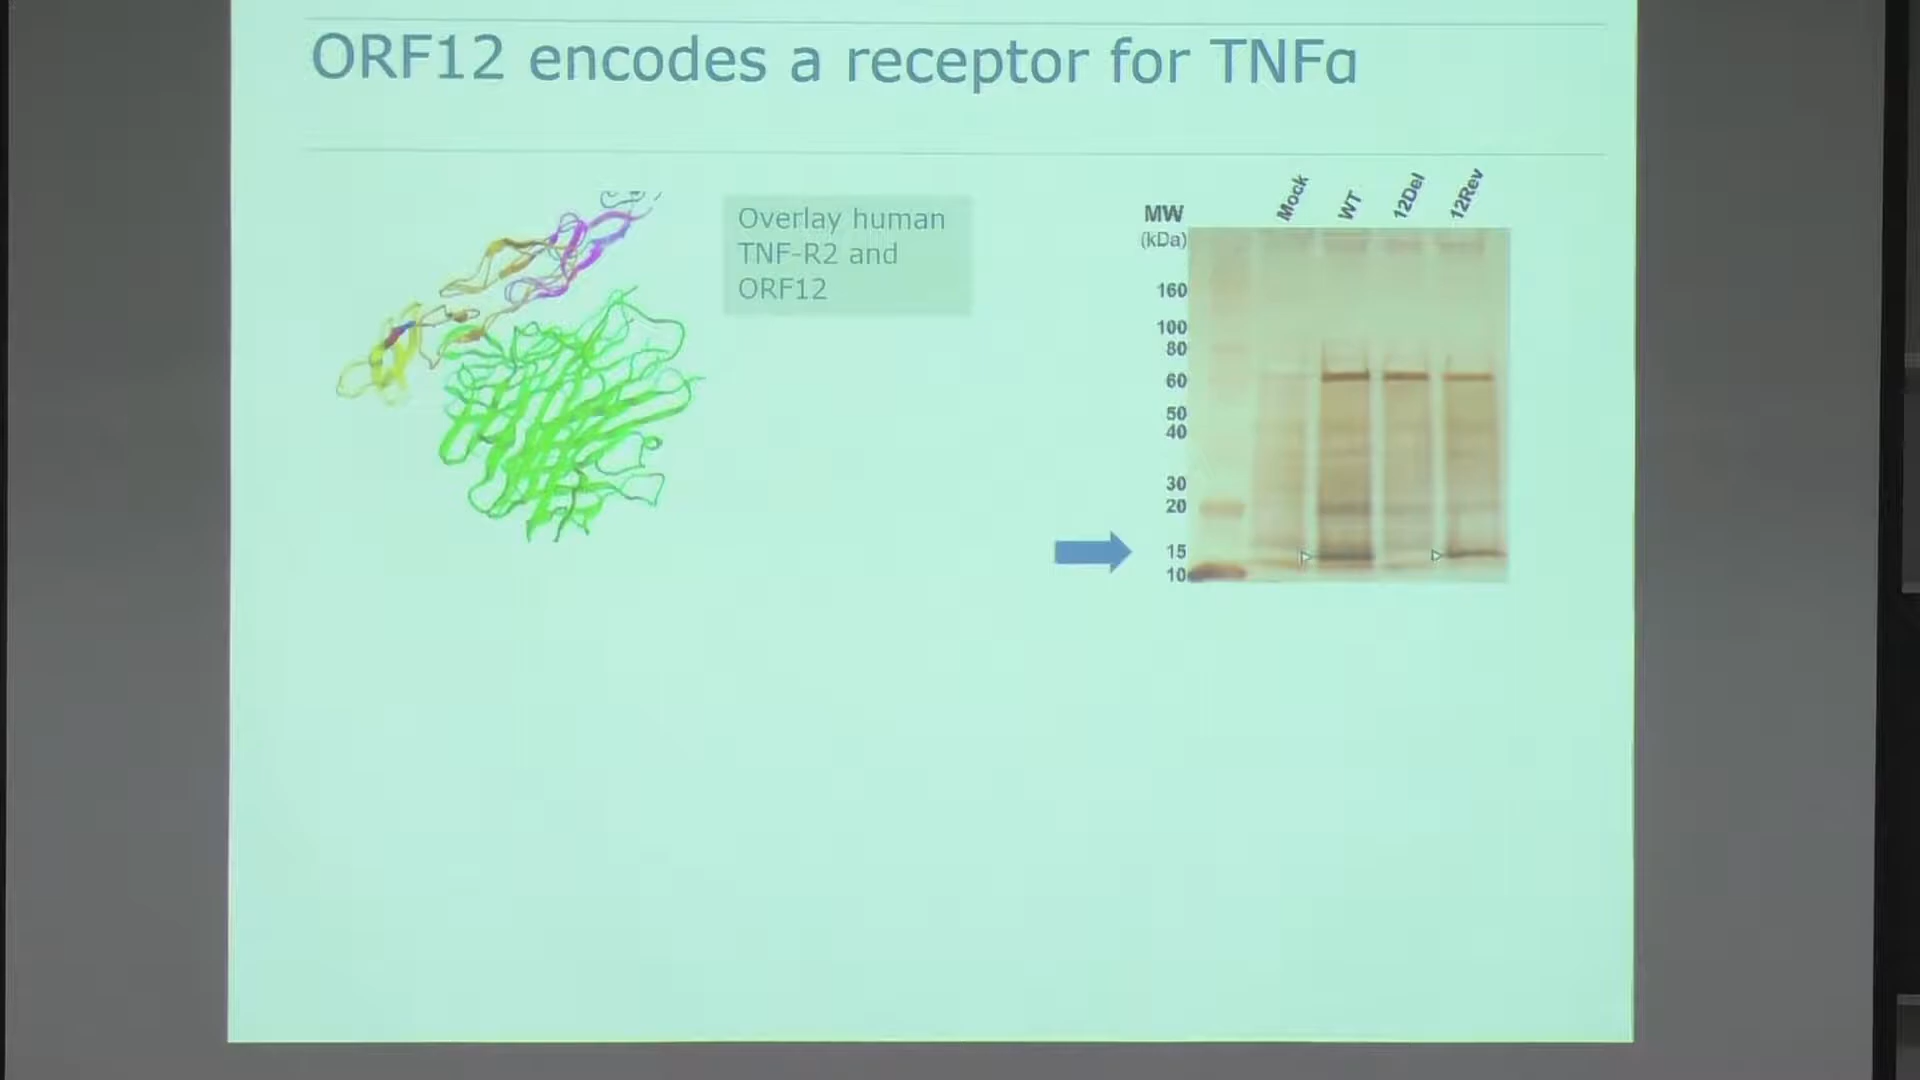 ORF12 encodes a receptor for TNFα
Overlay human
TNF-R2 and
ORF12
Mock WT 12Del 12Rev
MW
(kDa)
160
100
80
60
50
40
30
20
15
10